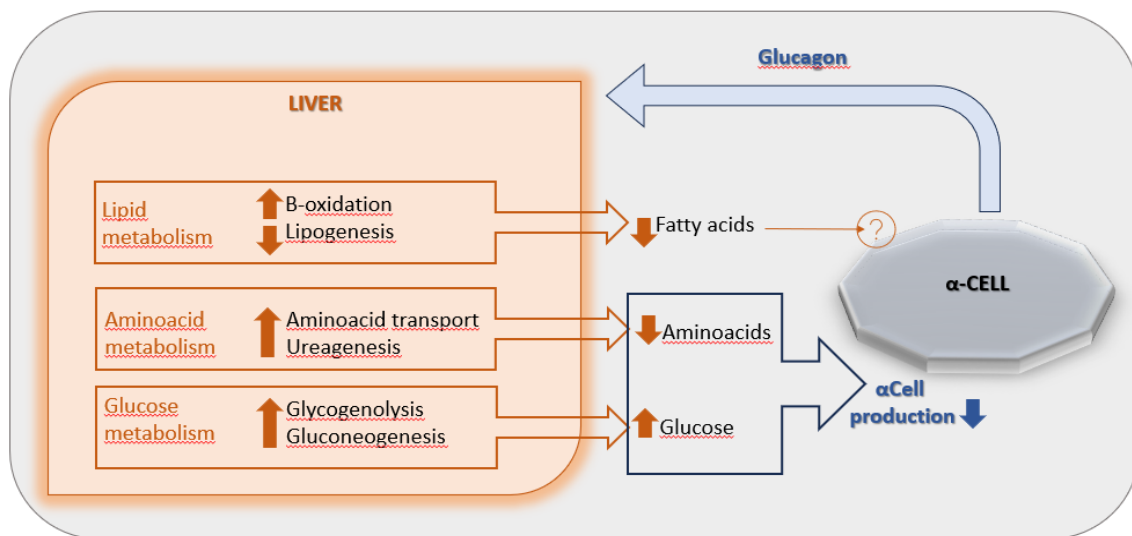 Glucagon
LIVER
Lipid
metabolism
B-oxidation
Lipogenesis
Fatty acids
?
α-CELL
Aminoacid
metabolism
Aminoacid transport
Ureagenesis
Aminoacids
Glucose
metabolism
Glycogenolysis
Gluconeogenesis
Glucose
αCell
production